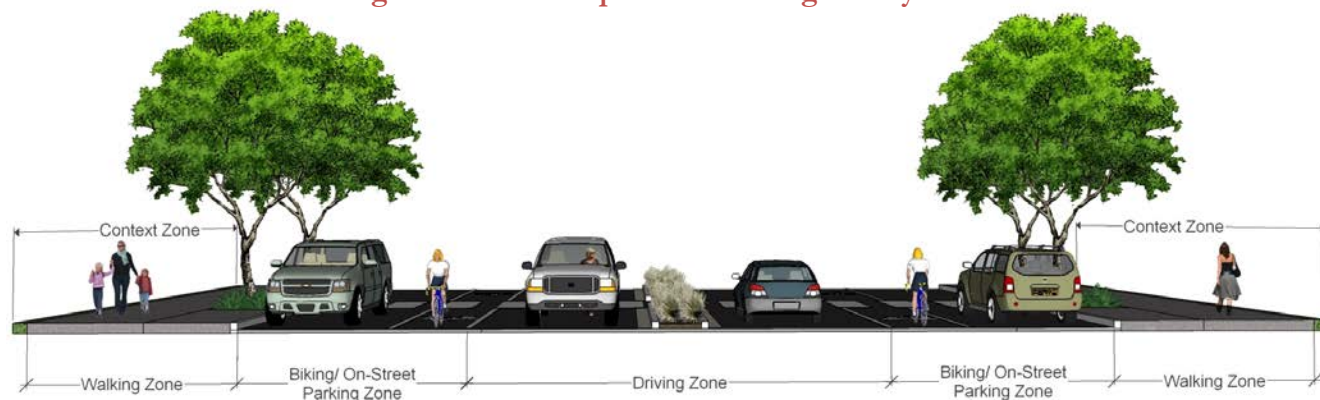 Context Zone
Context Zone
Walking Zone
Biking/ On-Street
Parking Zone
Driving Zone
Biking/ On-Street
Parking Zone
Walking Zone